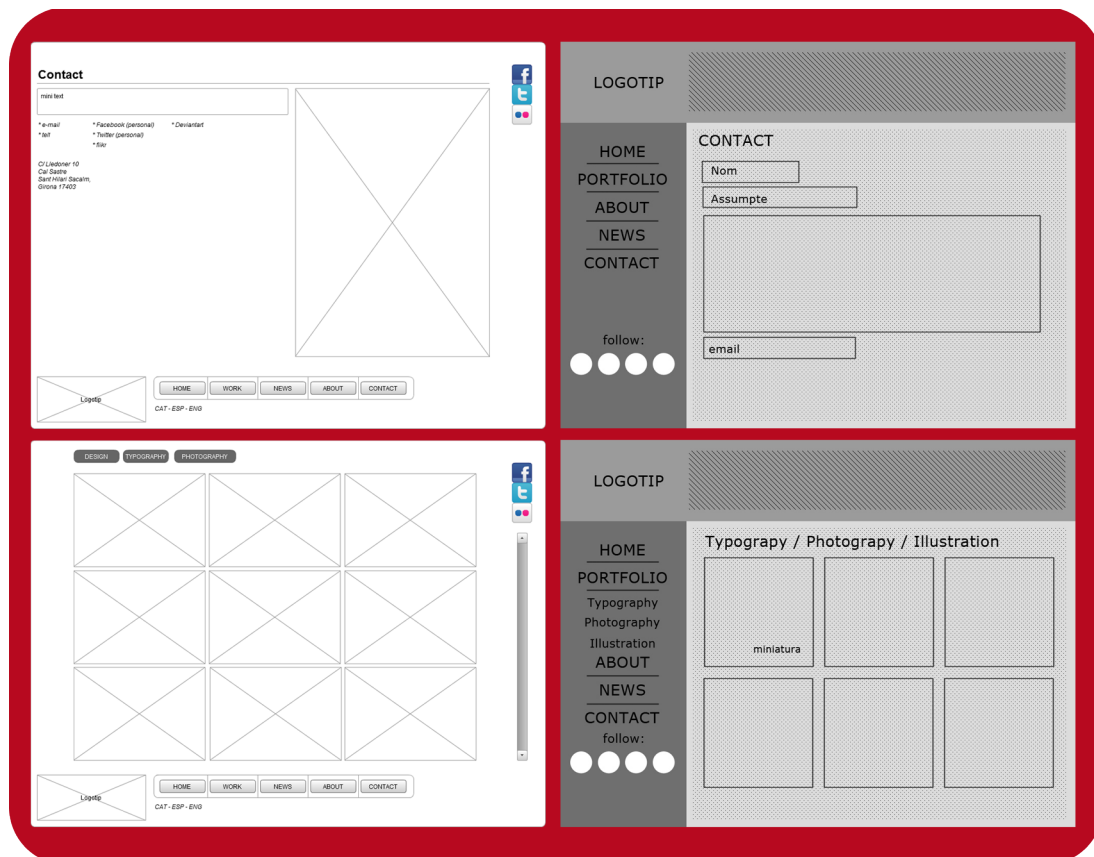 Contact
mini text
* e-mail * Facebook (personal) * Deviantart
* tell * Twitter (personal)
* flikr
C/ Lledoner 10
Cal Sastre
Sant Hilari Sacalm,
Girona 17403
Logotip
HOME WORK NEWS ABOUT CONTACT
CAT - ESP - ENG
LOGOTIP
HOME
PORTFOLIO
ABOUT
NEWS
CONTACT
follow:
CONTACT
Nom
Assumpte
email
DESIGN TYPOGRAPHY PHOTOGRAPHY
Logotip
HOME WORK NEWS ABOUT CONTACT
CAT - ESP - ENG
LOGOTIP
HOME
PORTFOLIO
Typography
Photography
Illustration
ABOUT
NEWS
CONTACT
follow:
Typograpy / Photograpy / Illustration
miniatura